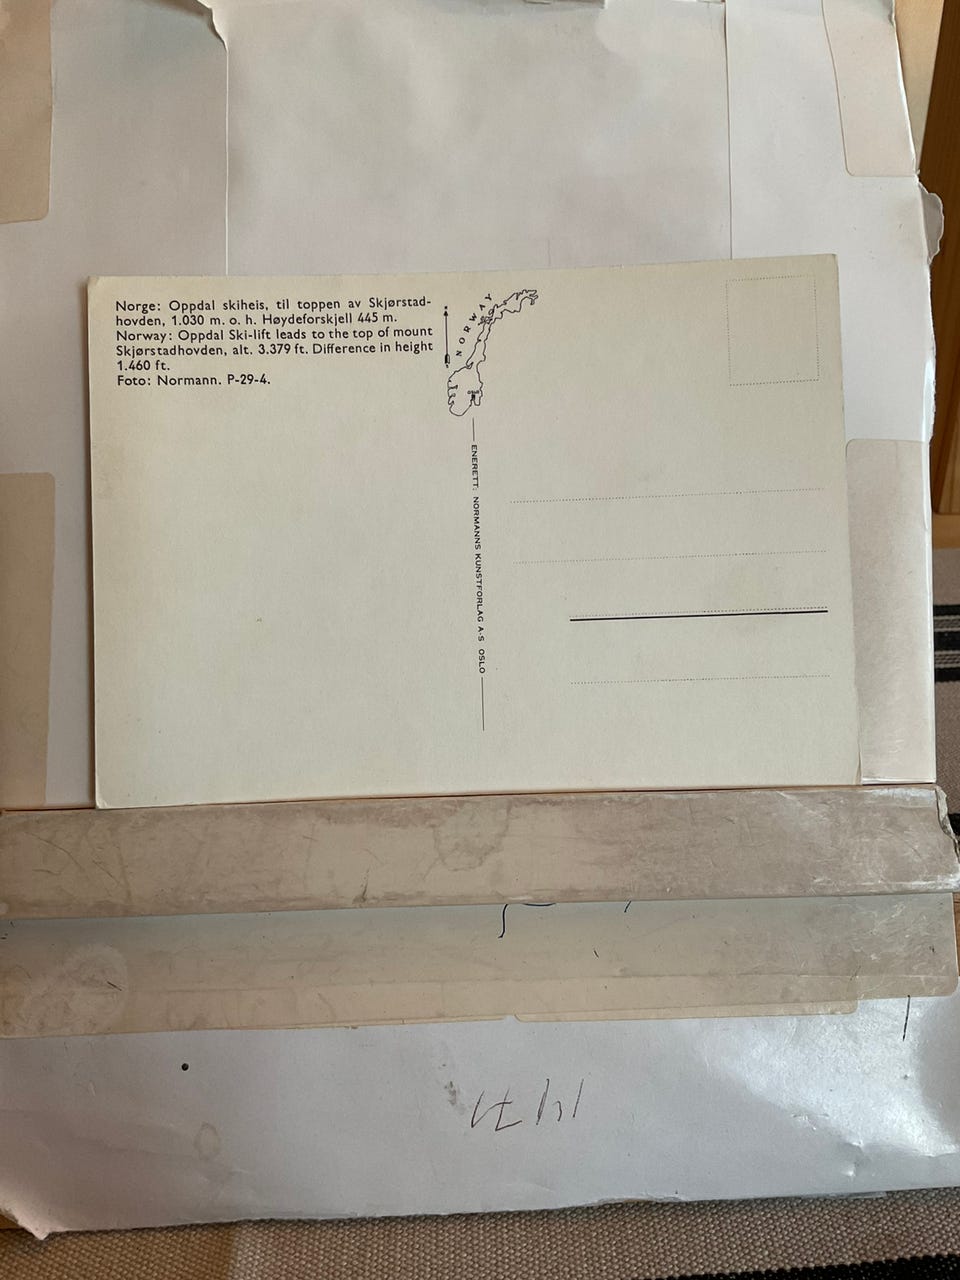 Norge: Oppdal skiheis, til toppen av Skjørstad-
hovden, 1.030 m. o. h. Høydeforskjell 445 m.
Norway: Oppdal Ski-lift leads to the top of mount
Skjørstadhovden, alt. 3.379 ft. Difference in height
1.460 ft.
Foto: Normann. P-29-4.
NORWAY
ENERETT: NORMANNS KUNSTFORLAG A-S OSLO